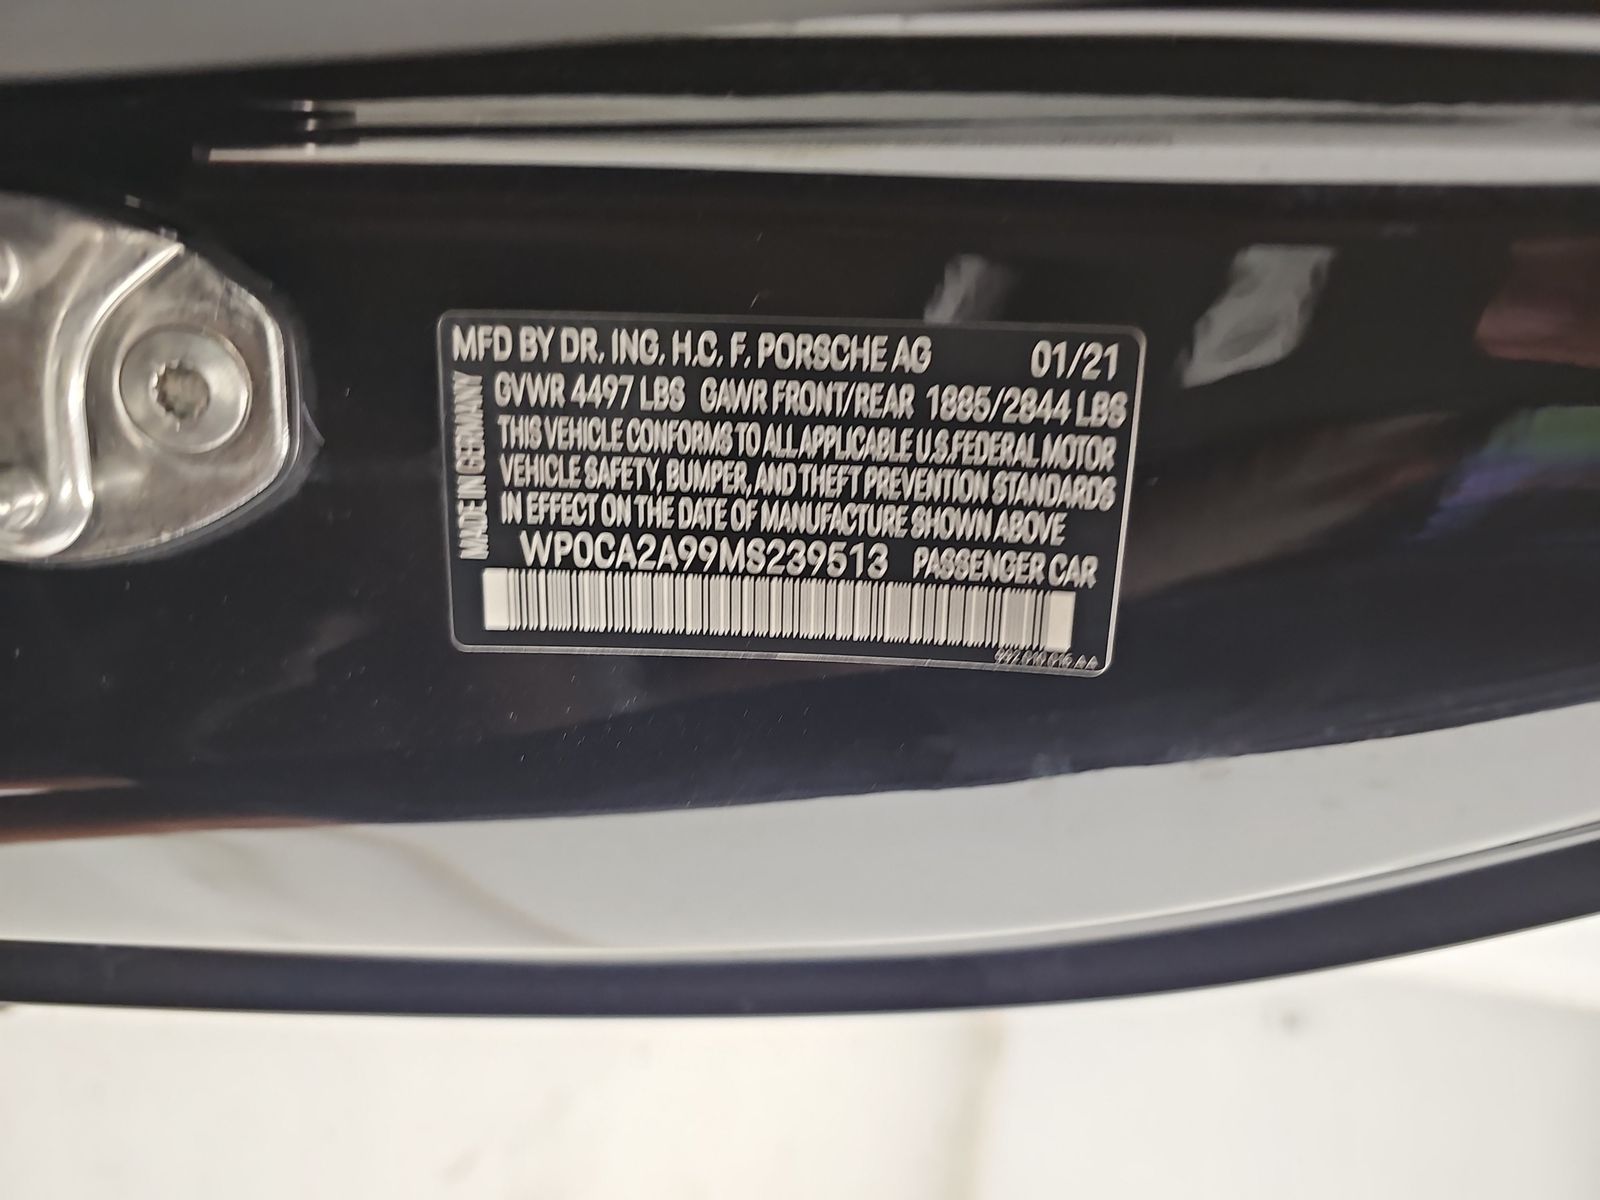 MFD BY DR. ING. H.C. F. PORSCHE AG 01/21
GVWR 4497 LBS GAWR FRONT/REAR 1885/2844 LBS
THIS VEHICLE CONFORMS TO ALL APPLICABLE U.S. FEDERAL MOTOR
VEHICLE SAFETY, BUMPER, AND THEFT PREVENTION STANDARDS
IN EFFECT ON THE DATE OF MANUFACTURE SHOWN ABOVE
WP0CA2A99MS239513 PASSENGER CAR
MADE IN GERMANY